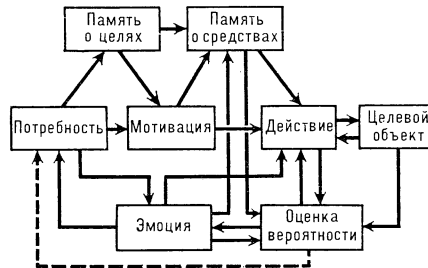 Память
о целях
Память
о средствах
Потребность
Мотивация
Действие
Целевой
объект
Эмоция
Оценка
вероятности